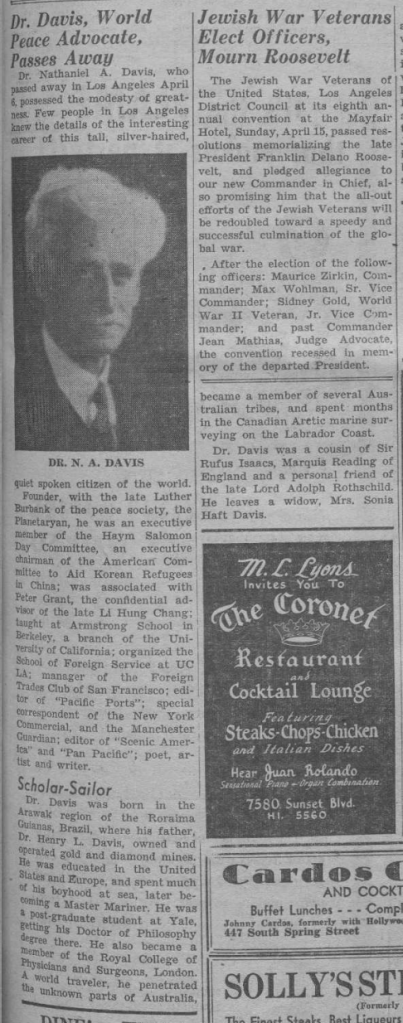 Dr. Davis, World
Peace Advocate,
Passes Away
Dr. Nathaniel A. Davis, who
passed away in Los Angeles April
6, possessed the modesty of great-
ness. Few people in Los Angeles
knew the details of the interesting
career of this tall, silver-haired,
DR. N. A. DAVIS
quiet spoken citizen of the world.
Founder, with the late Luther
Burbank of the peace society, the
Planetaryan, he was an executive
member of the Haym Salomon
Day Committee, an executive
chairman of the American Com-
mittee to Aid Korean Refugees
in China; was associated with
Peter Grant, the confidential ad-
visor of the late Li Hung Chang;
taught at Armstrong School in
Berkeley, a branch of the Uni-
versity of California; organized the
School of Foreign Service at UC
LA; manager of the Foreign
Trades Club of San Francisco; edi-
tor of "Pacific Ports"; special
correspondent of the New York
Commercial, and the Manchester
Guardian; editor of "Scenic Amer-
ica" and "Pan Pacific"; poet, ar-
tist and writer.
Scholar-Sailor
Dr. Davis was born in the
Arawak region of the Roraima
Guianas, Brazil, where his father,
Dr. Henry L. Davis, owned and
operated gold and diamond mines.
He was educated in the United
States and Europe, and spent much
of his boyhood at sea, later be-
coming a Master Mariner. He was
a post-graduate student at Yale,
getting his Doctor of Philosophy
degree there. He also became a
member of the Royal College of
Physicians and Surgeons, London.
A world traveler, he penetrated
the unknown parts of Australia,
became a member of several Aus-
tralian tribes, and spent months
in the Canadian Arctic marine sur-
veying on the Labrador Coast.
Dr. Davis was a cousin of Sir
Rufus Isaacs, Marquis Reading of
England and a personal friend of
the late Lord Adolph Rothschild.
He leaves a widow, Mrs. Sonia
Haft Davis.
Jewish War Veterans
Elect Officers,
Mourn Roosevelt
The Jewish War Veterans of
the United States, Los Angeles
District Council at its eighth an-
nual convention at the Mayfair
Hotel, Sunday, April 15, passed res-
olutions memorializing the late
President Franklin Delano Roose-
velt, and pledged allegiance to
our new Commander in Chief, al-
so promising him that the all-out
efforts of the Jewish Veterans will
be redoubled toward a speedy and
successful culmination of the glo-
bal war.
After the election of the follow-
ing officers: Maurice Zirkin, Com-
mander; Max Wohlman, Sr. Vice
Commander; Sidney Gold, World
War II Veteran, Jr. Vice Com-
mander; and past Commander
Jean Mathias, Judge Advocate,
the convention recessed in mem-
ory of the departed President.
M. L. Lyons
Invites You To
The Coronet
Restaurant
and
Cocktail Lounge
Featuring
Steaks-Chops-Chicken
and Italian Dishes
Hear Juan Rolando
Sensational Piano & Organ Combination
7580 Sunset Blvd.
HI. 5560
Cardos C
AND COCKT
Buffet Lunches - - - Compl
Johnny Cardos, formerly with Hollywo
447 South Spring Street
SOLLY'S STE
(Formerly
The Finest Steaks, Best Liqueurs